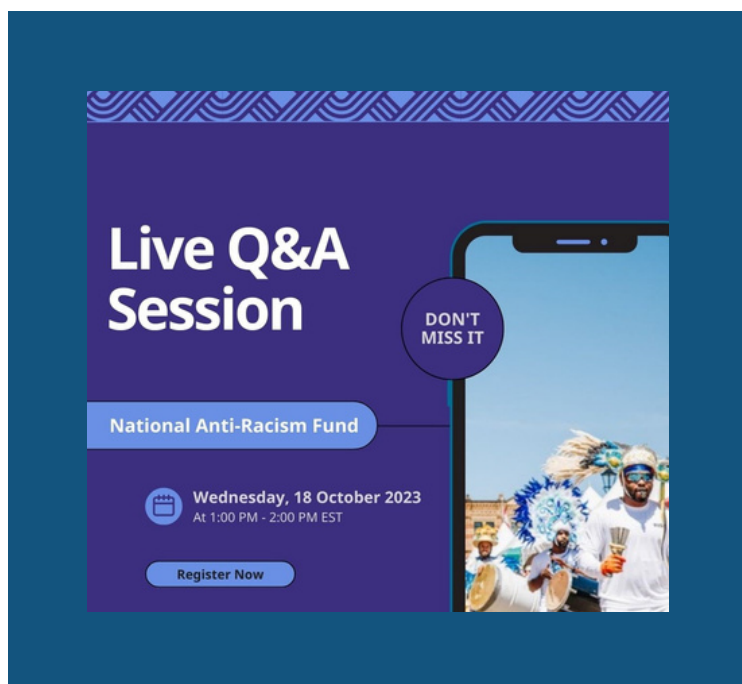 Live Q&A
Session
DON'T
MISS IT
National Anti-Racism Fund
Wednesday, 18 October 2023
At 1:00 PM - 2:00 PM EST
Register Now